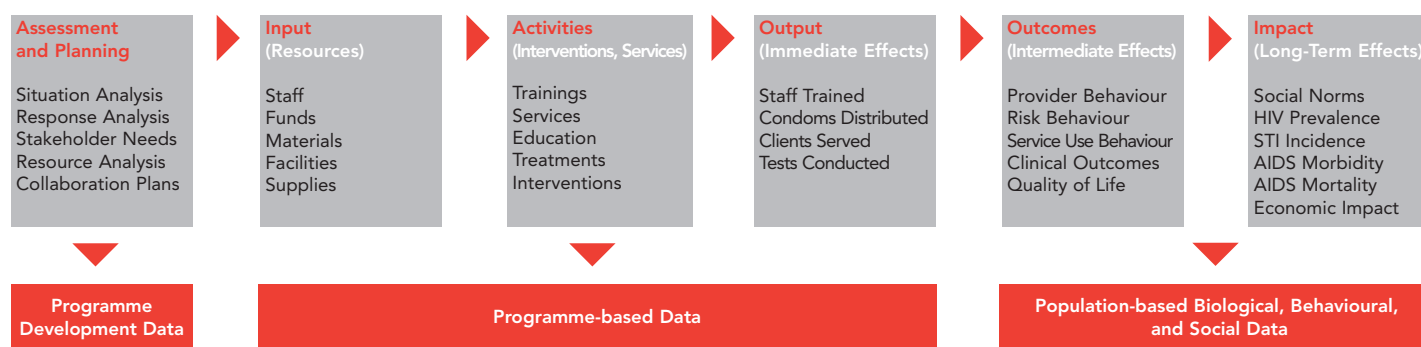 Assessment
and Planning
Situation Analysis
Response Analysis
Stakeholder Needs
Resource Analysis
Collaboration Plans
Input
(Resources)
Staff
Funds
Materials
Facilities
Supplies
Activities
(Interventions, Services)
Trainings
Services
Education
Treatments
Interventions
Output
(Immediate Effects)
Staff Trained
Condoms Distributed
Clients Served
Tests Conducted
Outcomes
(Intermediate Effects)
Provider Behaviour
Risk Behaviour
Service Use Behaviour
Clinical Outcomes
Quality of Life
Impact
(Long-Term Effects)
Social Norms
HIV Prevalence
STI Incidence
AIDS Morbidity
AIDS Mortality
Economic Impact
Programme
Development Data
Programme-based Data
Population-based Biological, Behavioural,
and Social Data